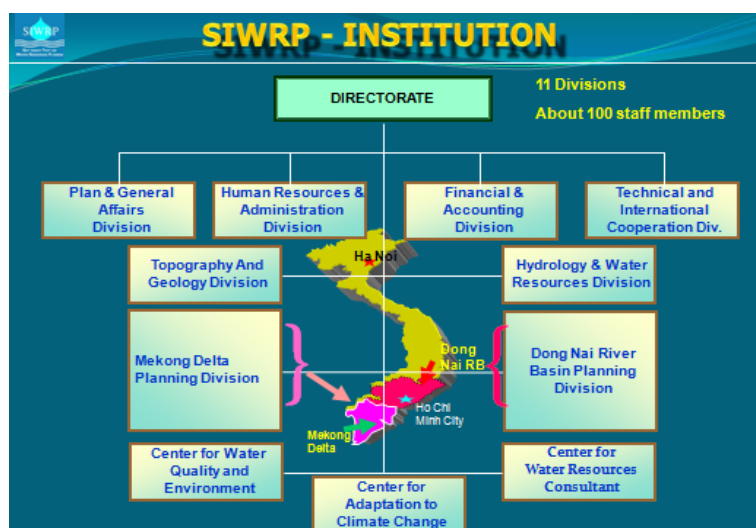 SIWRP
SIWRP - INSTITUTION
DIRECTORATE
11 Divisions
About 100 staff members
Plan & General
Affairs
Division
Human Resources &
Administration
Division
Financial &
Accounting
Division
Technical and
International
Cooperation Div.
Topography And
Geology Division
Ha Noi
Hydrology & Water
Resources Division
Mekong Delta
Planning Division
Dong
Nai RB
Dong Nai River
Basin Planning
Division
Ho Chi
Minh City
Mekong
Delta
Center for Water
Quality and
Environment
Center for
Water Resources
Consultant
Center for
Adaptation to
Climate Change